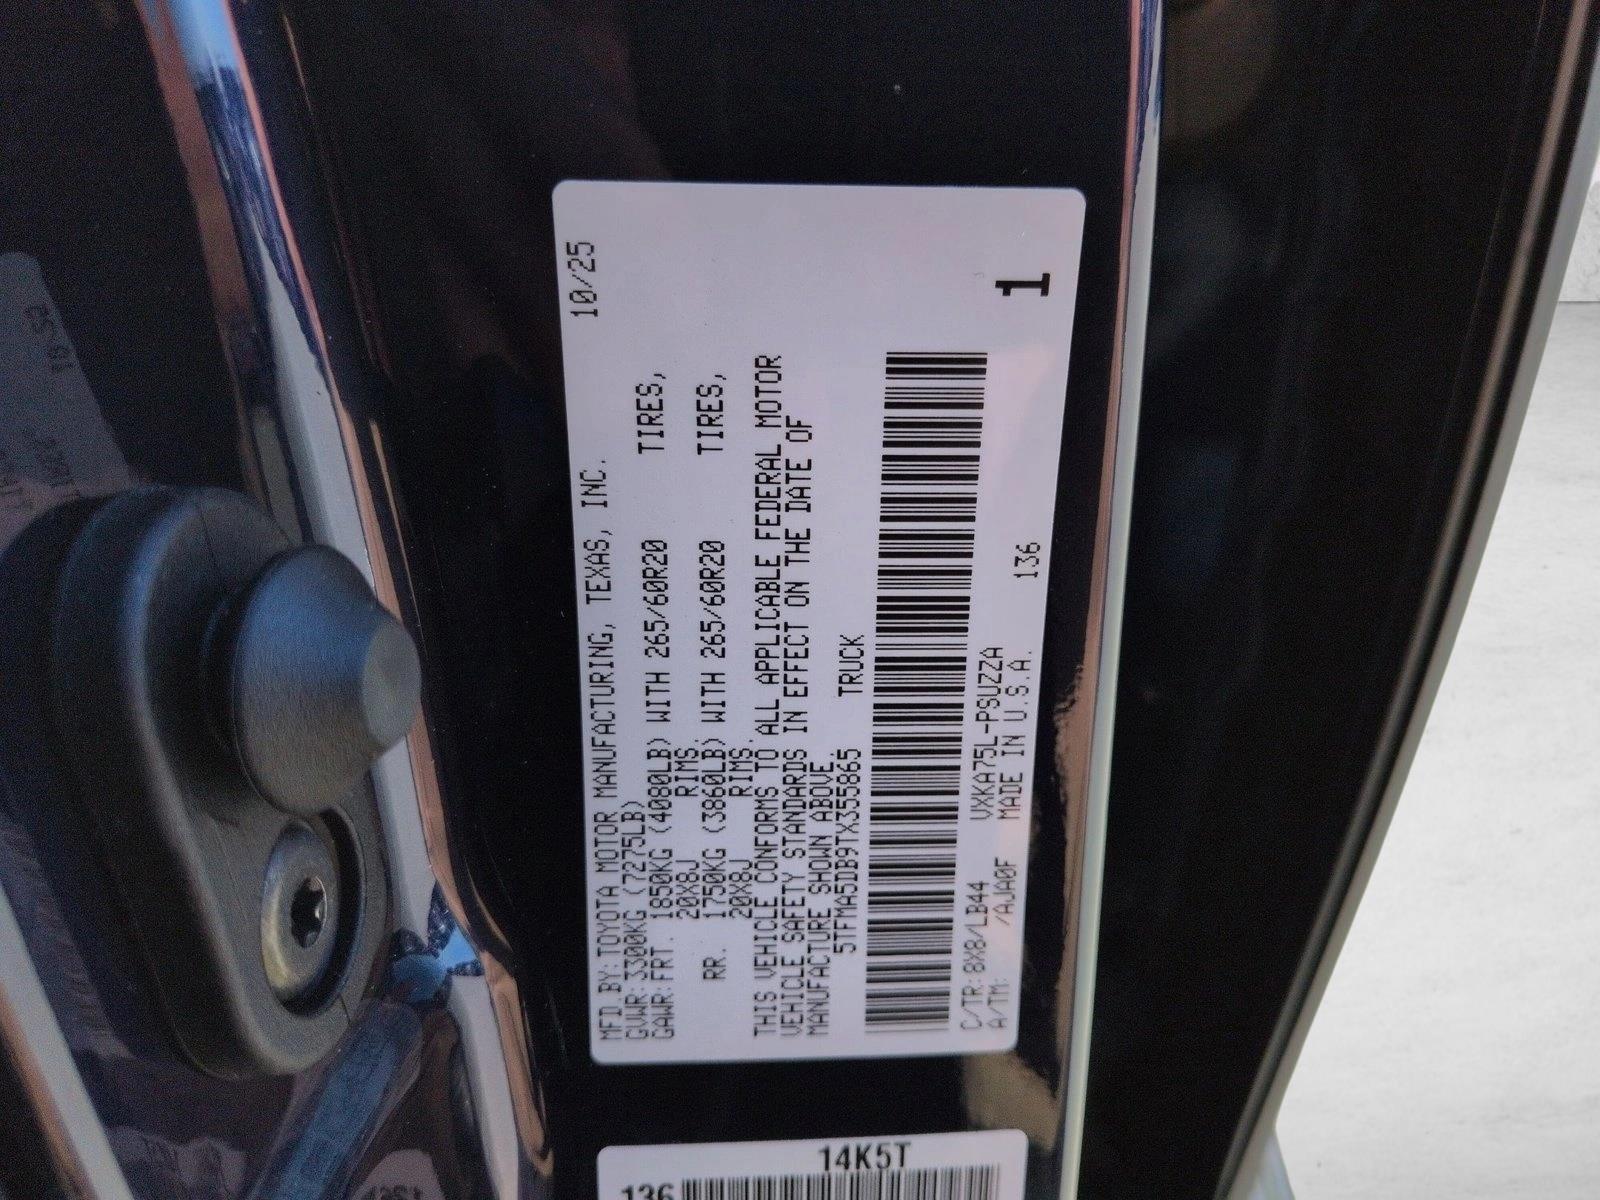 MFD.BY:TOYOTA MOTOR MANUFACTURING, TEXAS, INC. 10/25
GVWR:3300KG (7275LB)
GAWR:FRT. 1850KG (4080LB) WITH 265/60R20 TIRES,
20X8J RIMS,
RR. 1750KG (3860LB) WITH 265/60R20 TIRES,
20X8J RIMS.
THIS VEHICLE CONFORMS TO ALL APPLICABLE FEDERAL MOTOR
VEHICLE SAFETY STANDARDS IN EFFECT ON THE DATE OF
MANUFACTURE SHOWN ABOVE.
5TFMA5DB9TX355865 TRUCK
C/TR:8X8/LB44 VXKA75L-PSUZZA 136 1
A/TM: /AJA0F MADE IN U.S.A.
14K5T
136